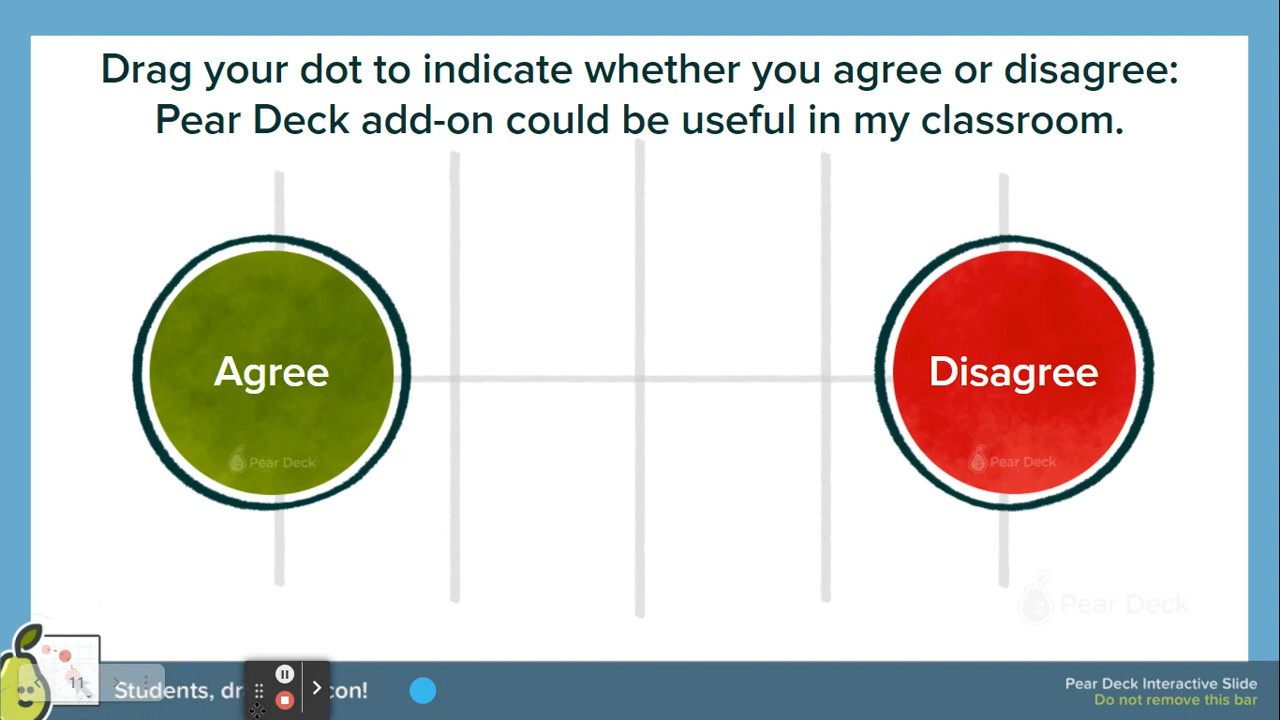 Drag your dot to indicate whether you agree or disagree:
Pear Deck add-on could be useful in my classroom.
Agree
Disagree
Pear Deck
Pear Deck
Pear Deck
11
Students, con!
Pear Deck Interactive Slide
Do not remove this bar